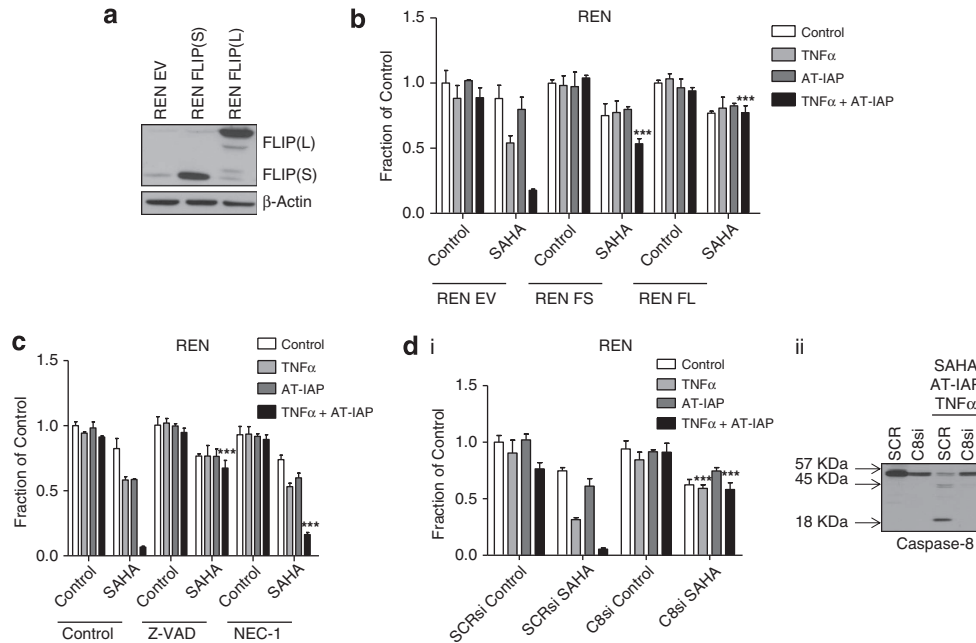 a
REN EV
REN FLIP(S)
REN FLIP(L)
FLIP(L)
FLIP(S)
β-Actin
b
REN
Fraction of Control
1.5
1.0
0.5
0.0
Control
TNFα
AT-IAP
TNFα + AT-IAP
***
***
Control
SAHA
Control
SAHA
Control
SAHA
REN EV
REN FS
REN FL
c
REN
Fraction of Control
1.5
1.0
0.5
0.0
Control
TNFα
AT-IAP
TNFα + AT-IAP
***
***
Control
SAHA
Control
SAHA
Control
SAHA
Control
Z-VAD
NEC-1
d i
REN
Fraction of Control
1.5
1.0
0.5
0.0
Control
TNFα
AT-IAP
TNFα + AT-IAP
***
***
SCRsi Control
SCRsi SAHA
C8si Control
C8si SAHA
ii
SAHA
AT-IAP
TNFα
SCR
C8si
SCR
C8si
57 KDa
45 KDa
18 KDa
Caspase-8